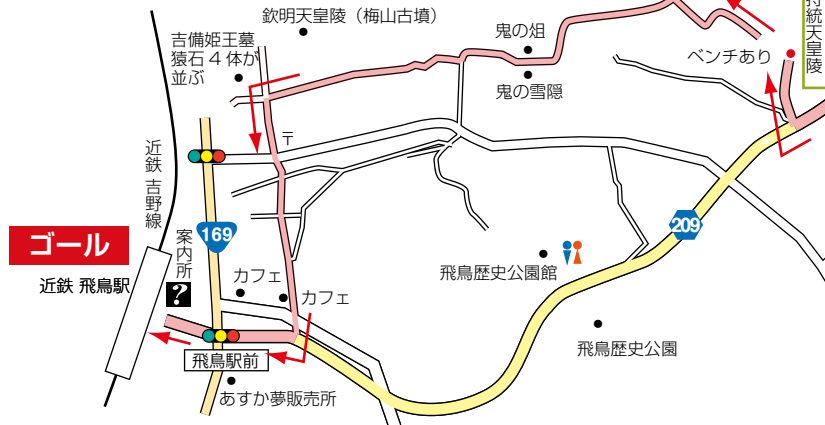 欽明天皇陵（梅山古墳）
吉備姫王墓
猿石４体が
並ぶ
鬼の俎
鬼の雪隠
ベンチあり
持統天皇陵
〒
近鉄 吉野線
169
209
ゴール
近鉄 飛鳥駅
案内所
?
カフェ
カフェ
飛鳥歴史公園館
飛鳥歴史公園
飛鳥駅前
あすか夢販売所